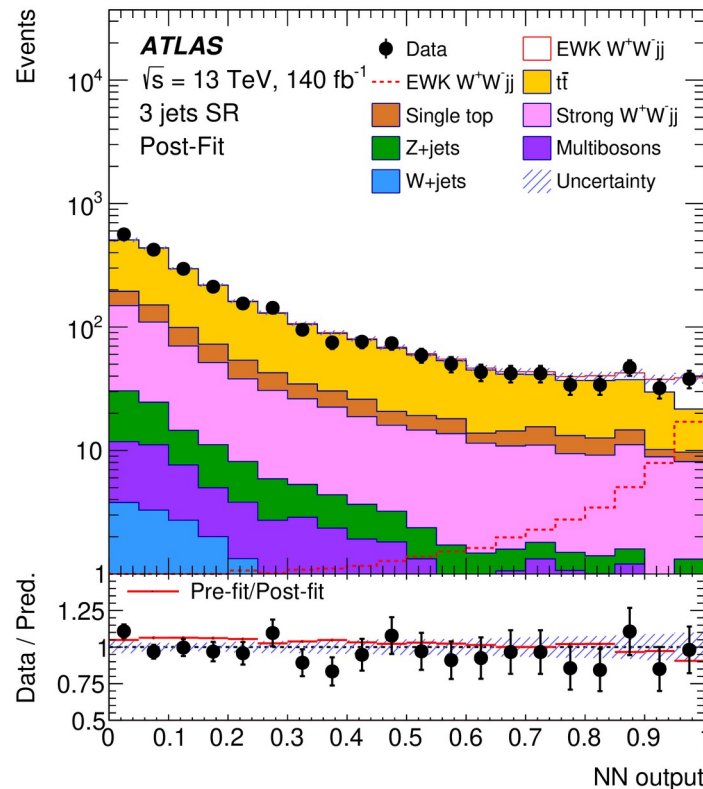 Events
ATLAS
√s = 13 TeV, 140 fb⁻¹
3 jets SR
Post-Fit
Data
EWK W⁺W⁻jj
EWK W⁺W⁻jj
tt̄
Single top
Strong W⁺W⁻jj
Z+jets
Multibosons
W+jets
Uncertainty
10⁴
10³
10²
10
1
Pre-fit/Post-fit
Data / Pred.
1.25
1
0.75
0.5
0 0.1 0.2 0.3 0.4 0.5 0.6 0.7 0.8 0.9 1
NN output